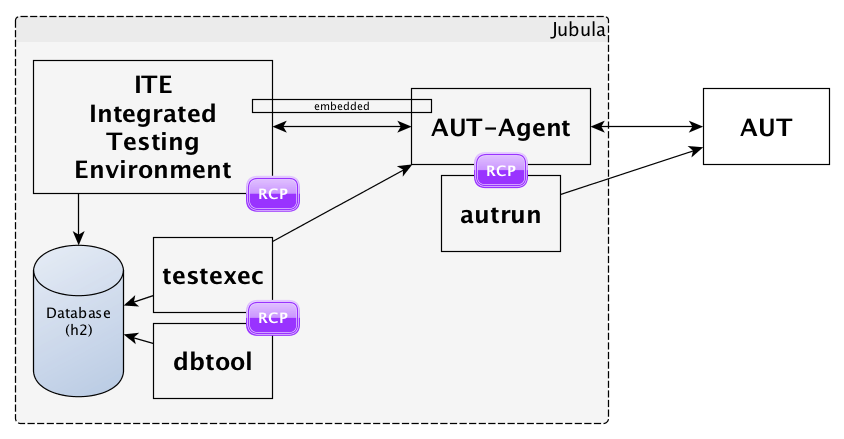 Jubula
ITE
Integrated
Testing
Environment
RCP
embedded
AUT-Agent
AUT
RCP
autrun
testexec
RCP
dbtool
Database
(h2)